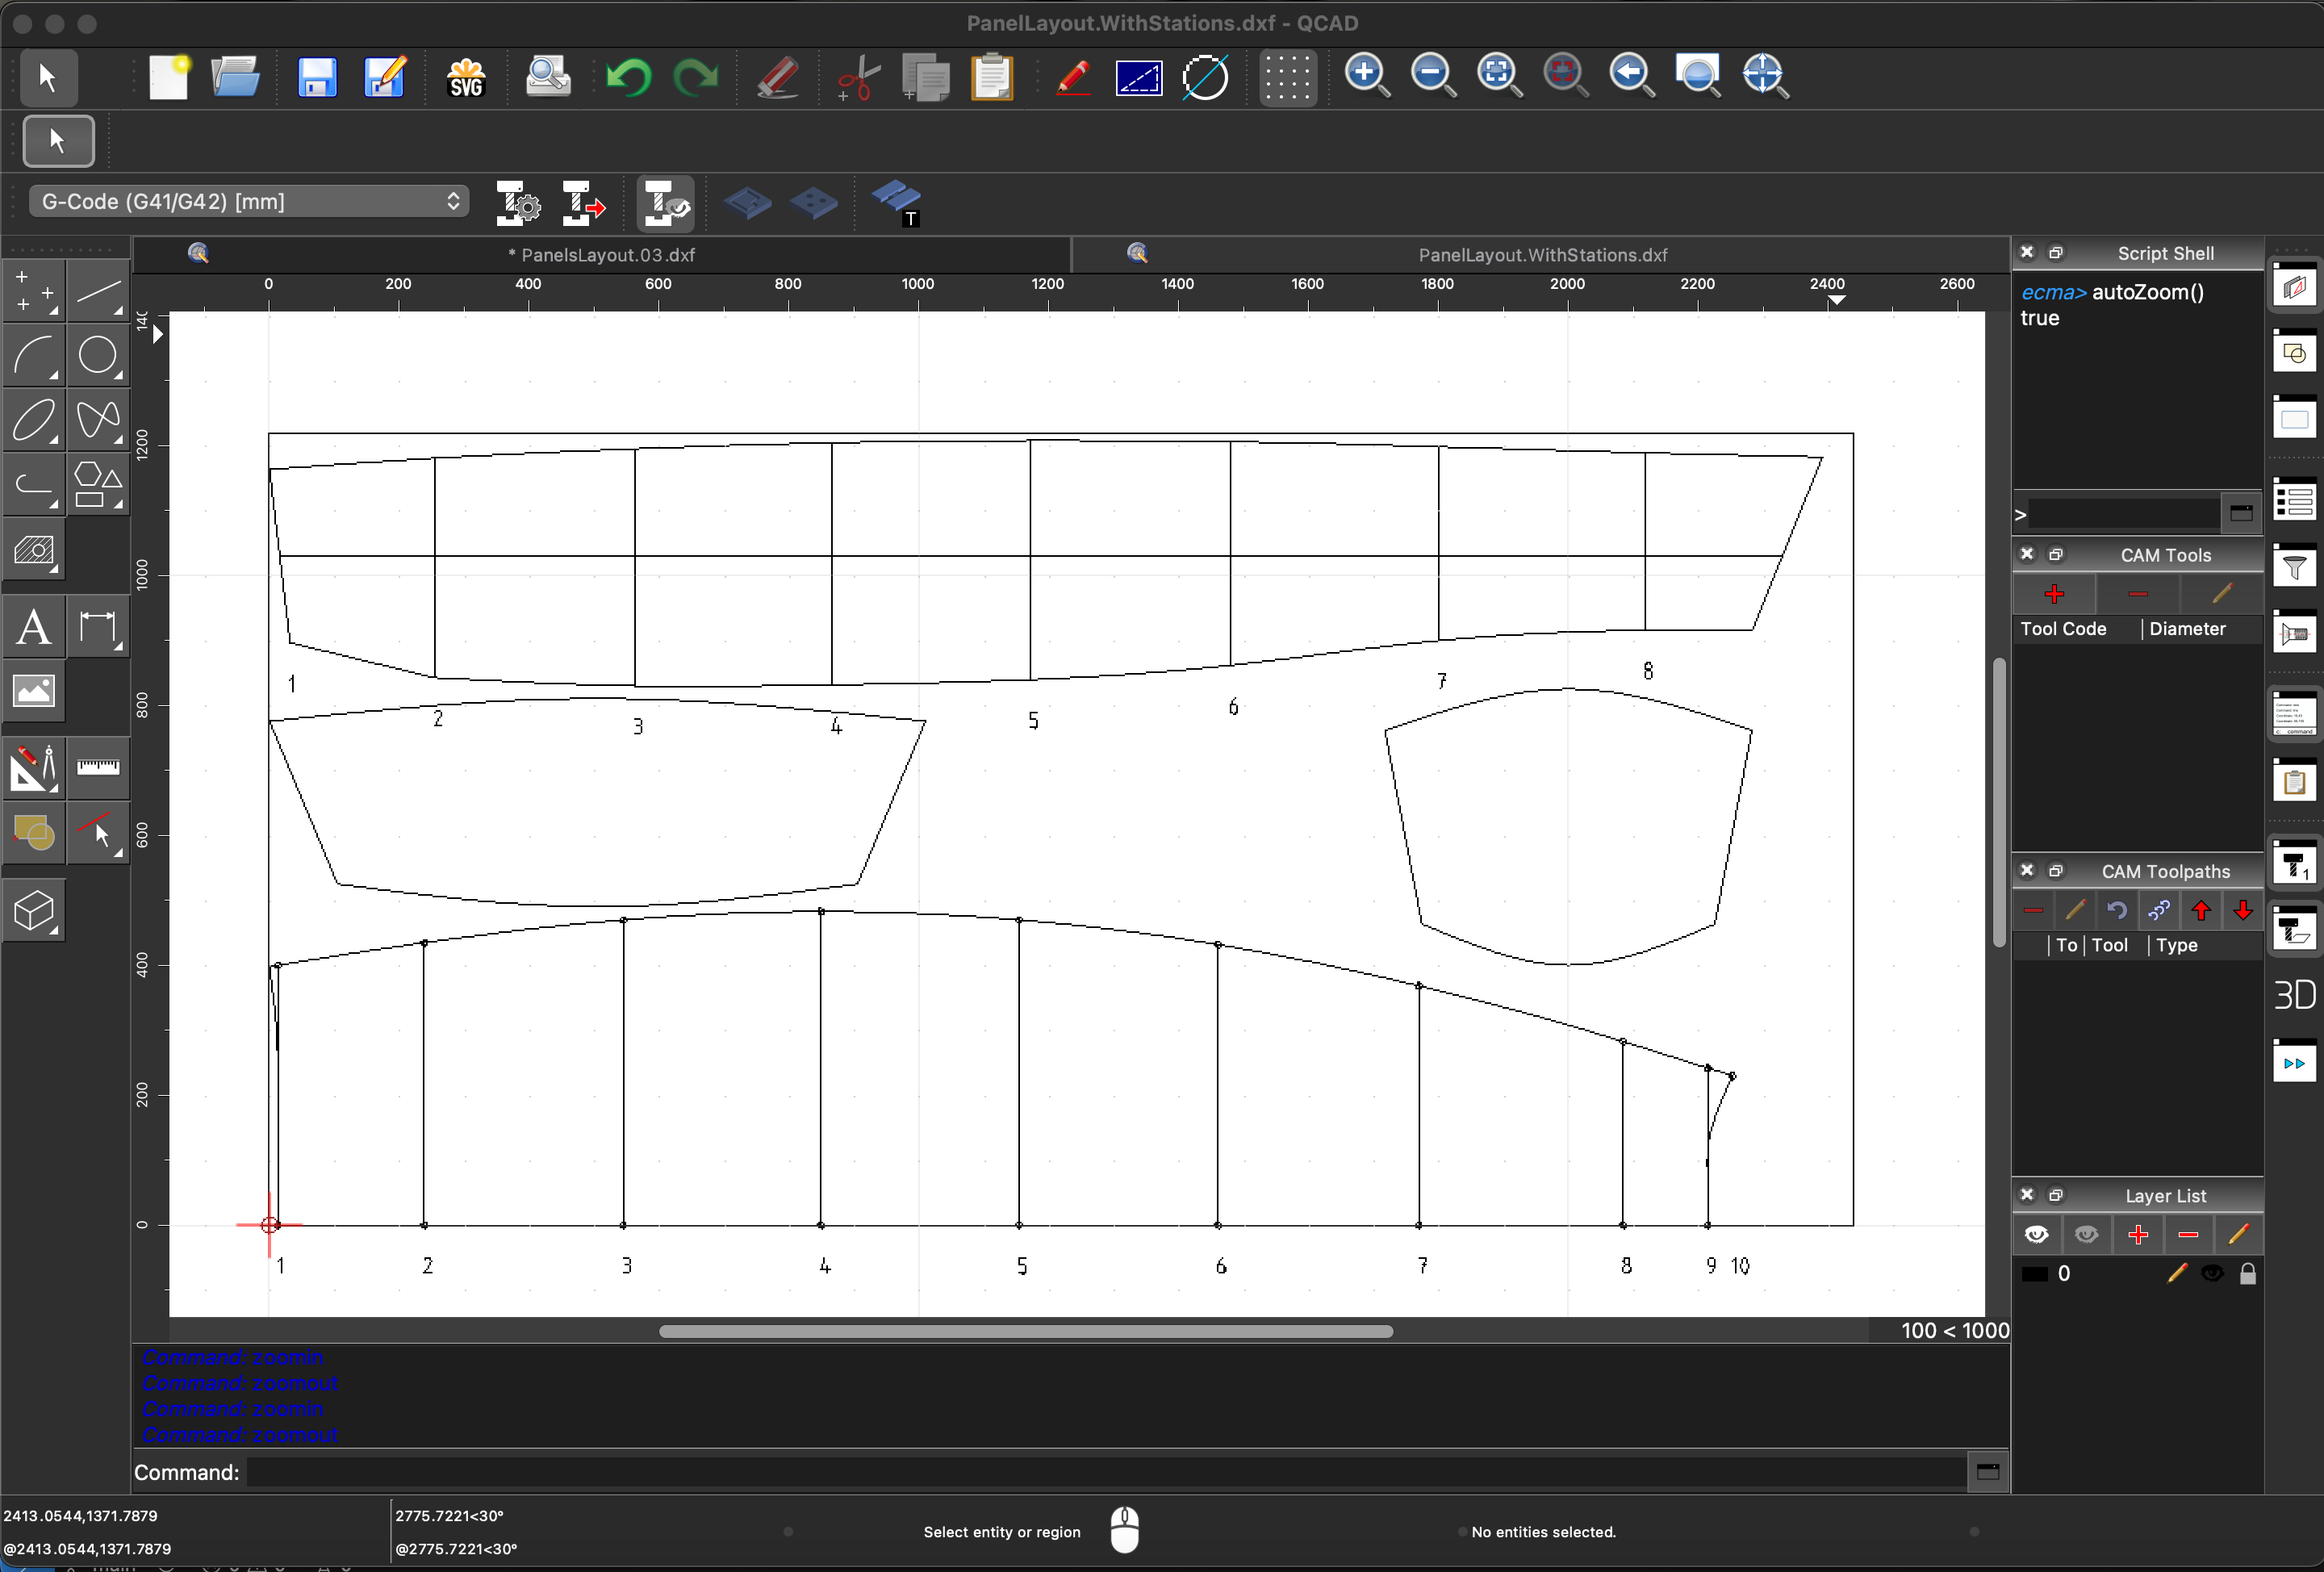 PanelLayout.WithStations.dxf - QCAD
SVG
G-Code (G41/G42) [mm]
T
* PanelsLayout.03.dxf
PanelLayout.WithStations.dxf
0 200 400 600 800 1000 1200 1400 1600 1800 2000 2200 2400 2600
1200
1000
800
600
400
200
0
1
2
3
4
5
6
7
8
1 2 3 4 5 6 7 8 9 10
100 < 1000
Command: zoomin
Command: zoomout
Command: zoomin
Command: zoomout
Command:
2413.0544,1371.7879
@2413.0544,1371.7879
2775.7221<30°
@2775.7221<30°
Select entity or region
No entities selected.
Script Shell
ecma> autoZoom()
true
>
CAM Tools
Tool Code
Diameter
CAM Toolpaths
To
Tool
Type
Layer List
0
A
1
3D